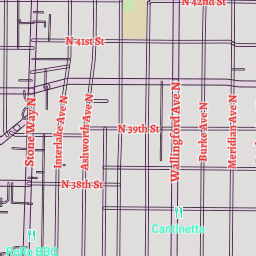 N 42nd St
N 41st St
N 39th St
N 38th St
Stone Way N
Interlake Ave N
Ashworth Ave N
Wallingford Ave N
Burke Ave N
Meridian Ave N
Cantinetta
BBQ